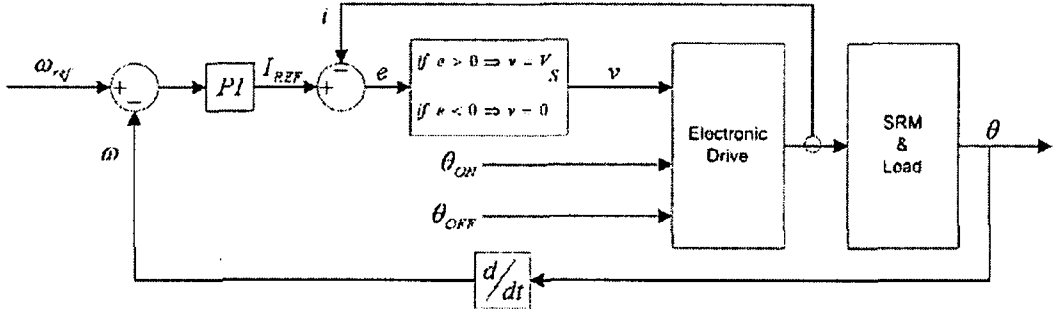 i
ω_ref
+
−
PI
I_REF
+
−
e
if e > 0 ⇒ v = V_S
if e < 0 ⇒ v = 0
v
Electronic
Drive
SRM
&
Load
θ
ω
θ_ON
θ_OFF
d/dt